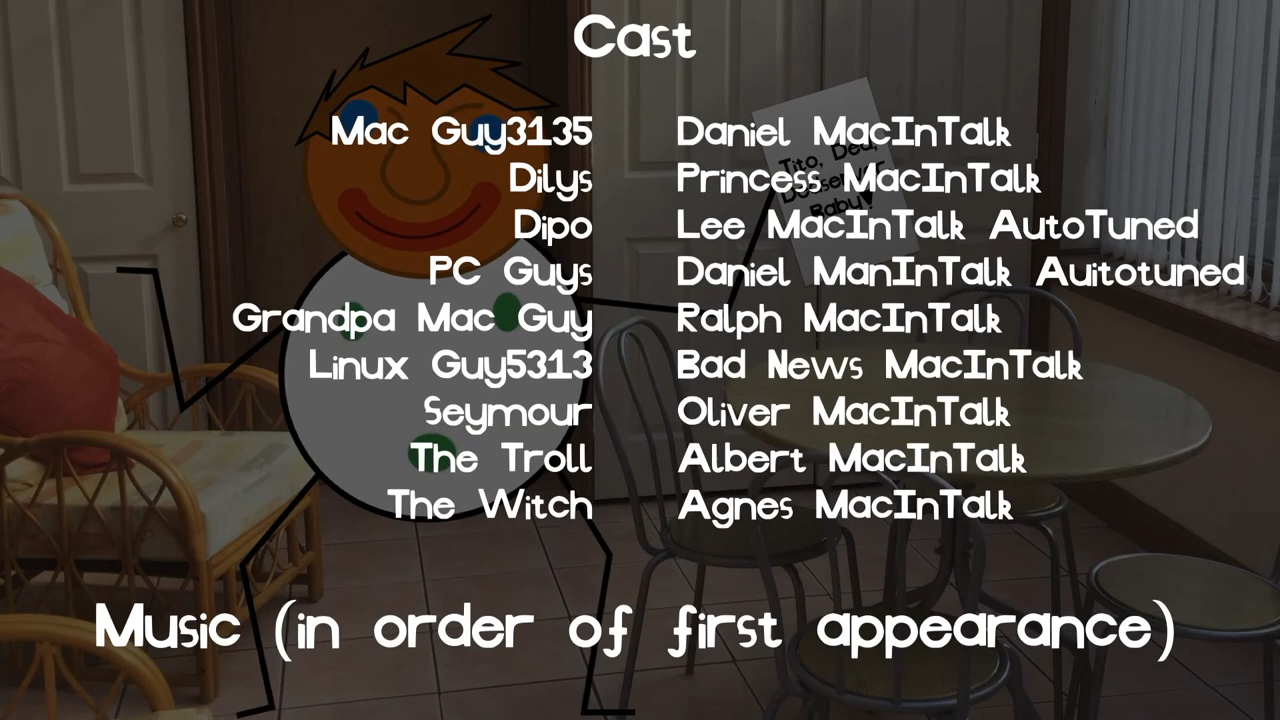 Cast
Mac Guy3135 Daniel MacInTalk
Dilys Princess MacInTalk
Dipo Lee MacInTalk AutoTuned
PC Guys Daniel ManInTalk Auitotuned
Grandpa Mac Guy Ralph MacInTalk
Linux Guy5313 Bad News MacInTalk
Seymour Oliver MacInTalk
The Troll Albert MacInTalk
The Witch Agnes MacInTalk
Music (in order of first appearance)
Tito,
Baby!